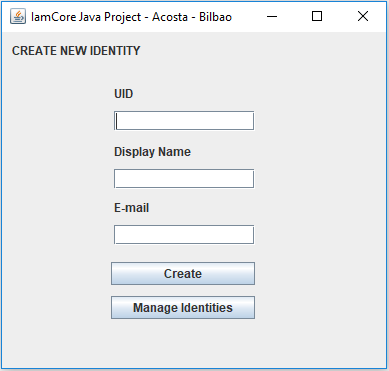 IamCore Java Project - Acosta - Bilbao
CREATE NEW IDENTITY
UID
Display Name
E-mail
Create
Manage Identities